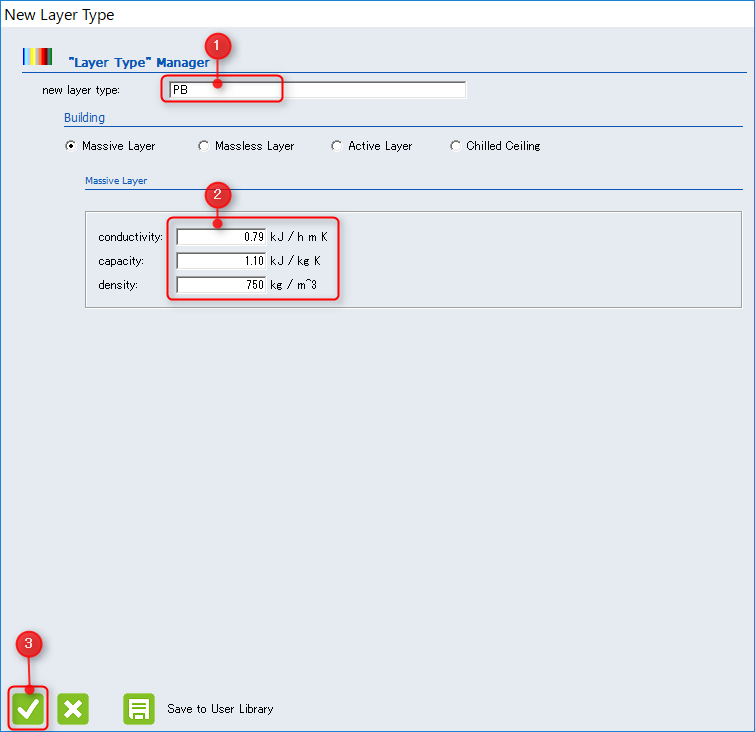 New Layer Type
1
"Layer Type" Manager
new layer type: PB
Building
Massive Layer Massless Layer Active Layer Chilled Ceiling
Massive Layer
2
conductivity: 0.79 kJ / h m K
capacity: 1.10 kJ / kg K
density: 750 kg / m^3
3
Save to User Library